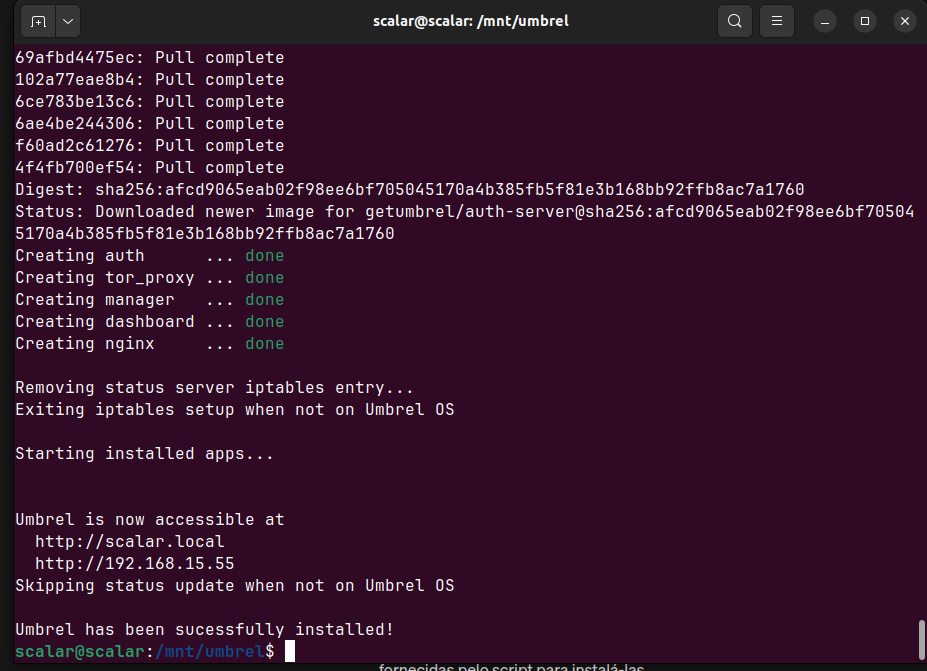 scalar@scalar: /mnt/umbrel
69afbd4475ec: Pull complete
102a77eae8b4: Pull complete
6ce783be13c6: Pull complete
6ae4be244306: Pull complete
f60ad2c61276: Pull complete
4f4fb700ef54: Pull complete
Digest: sha256:afcd9065eab02f98ee6bf705045170a4b385fb5f81e3b168bb92ffb8ac7a1760
Status: Downloaded newer image for getumbrel/auth-server@sha256:afcd9065eab02f98ee6bf70504
5170a4b385fb5f81e3b168bb92ffb8ac7a1760
Creating auth      ... done
Creating tor_proxy ... done
Creating manager   ... done
Creating dashboard ... done
Creating nginx     ... done
Removing status server iptables entry...
Exiting iptables setup when not on Umbrel OS
Starting installed apps...
Umbrel is now accessible at
  http://scalar.local
  http://192.168.15.55
Skipping status update when not on Umbrel OS
Umbrel has been sucessfully installed!
scalar@scalar:/mnt/umbrel$
fornecidas pelo script para instalá-las